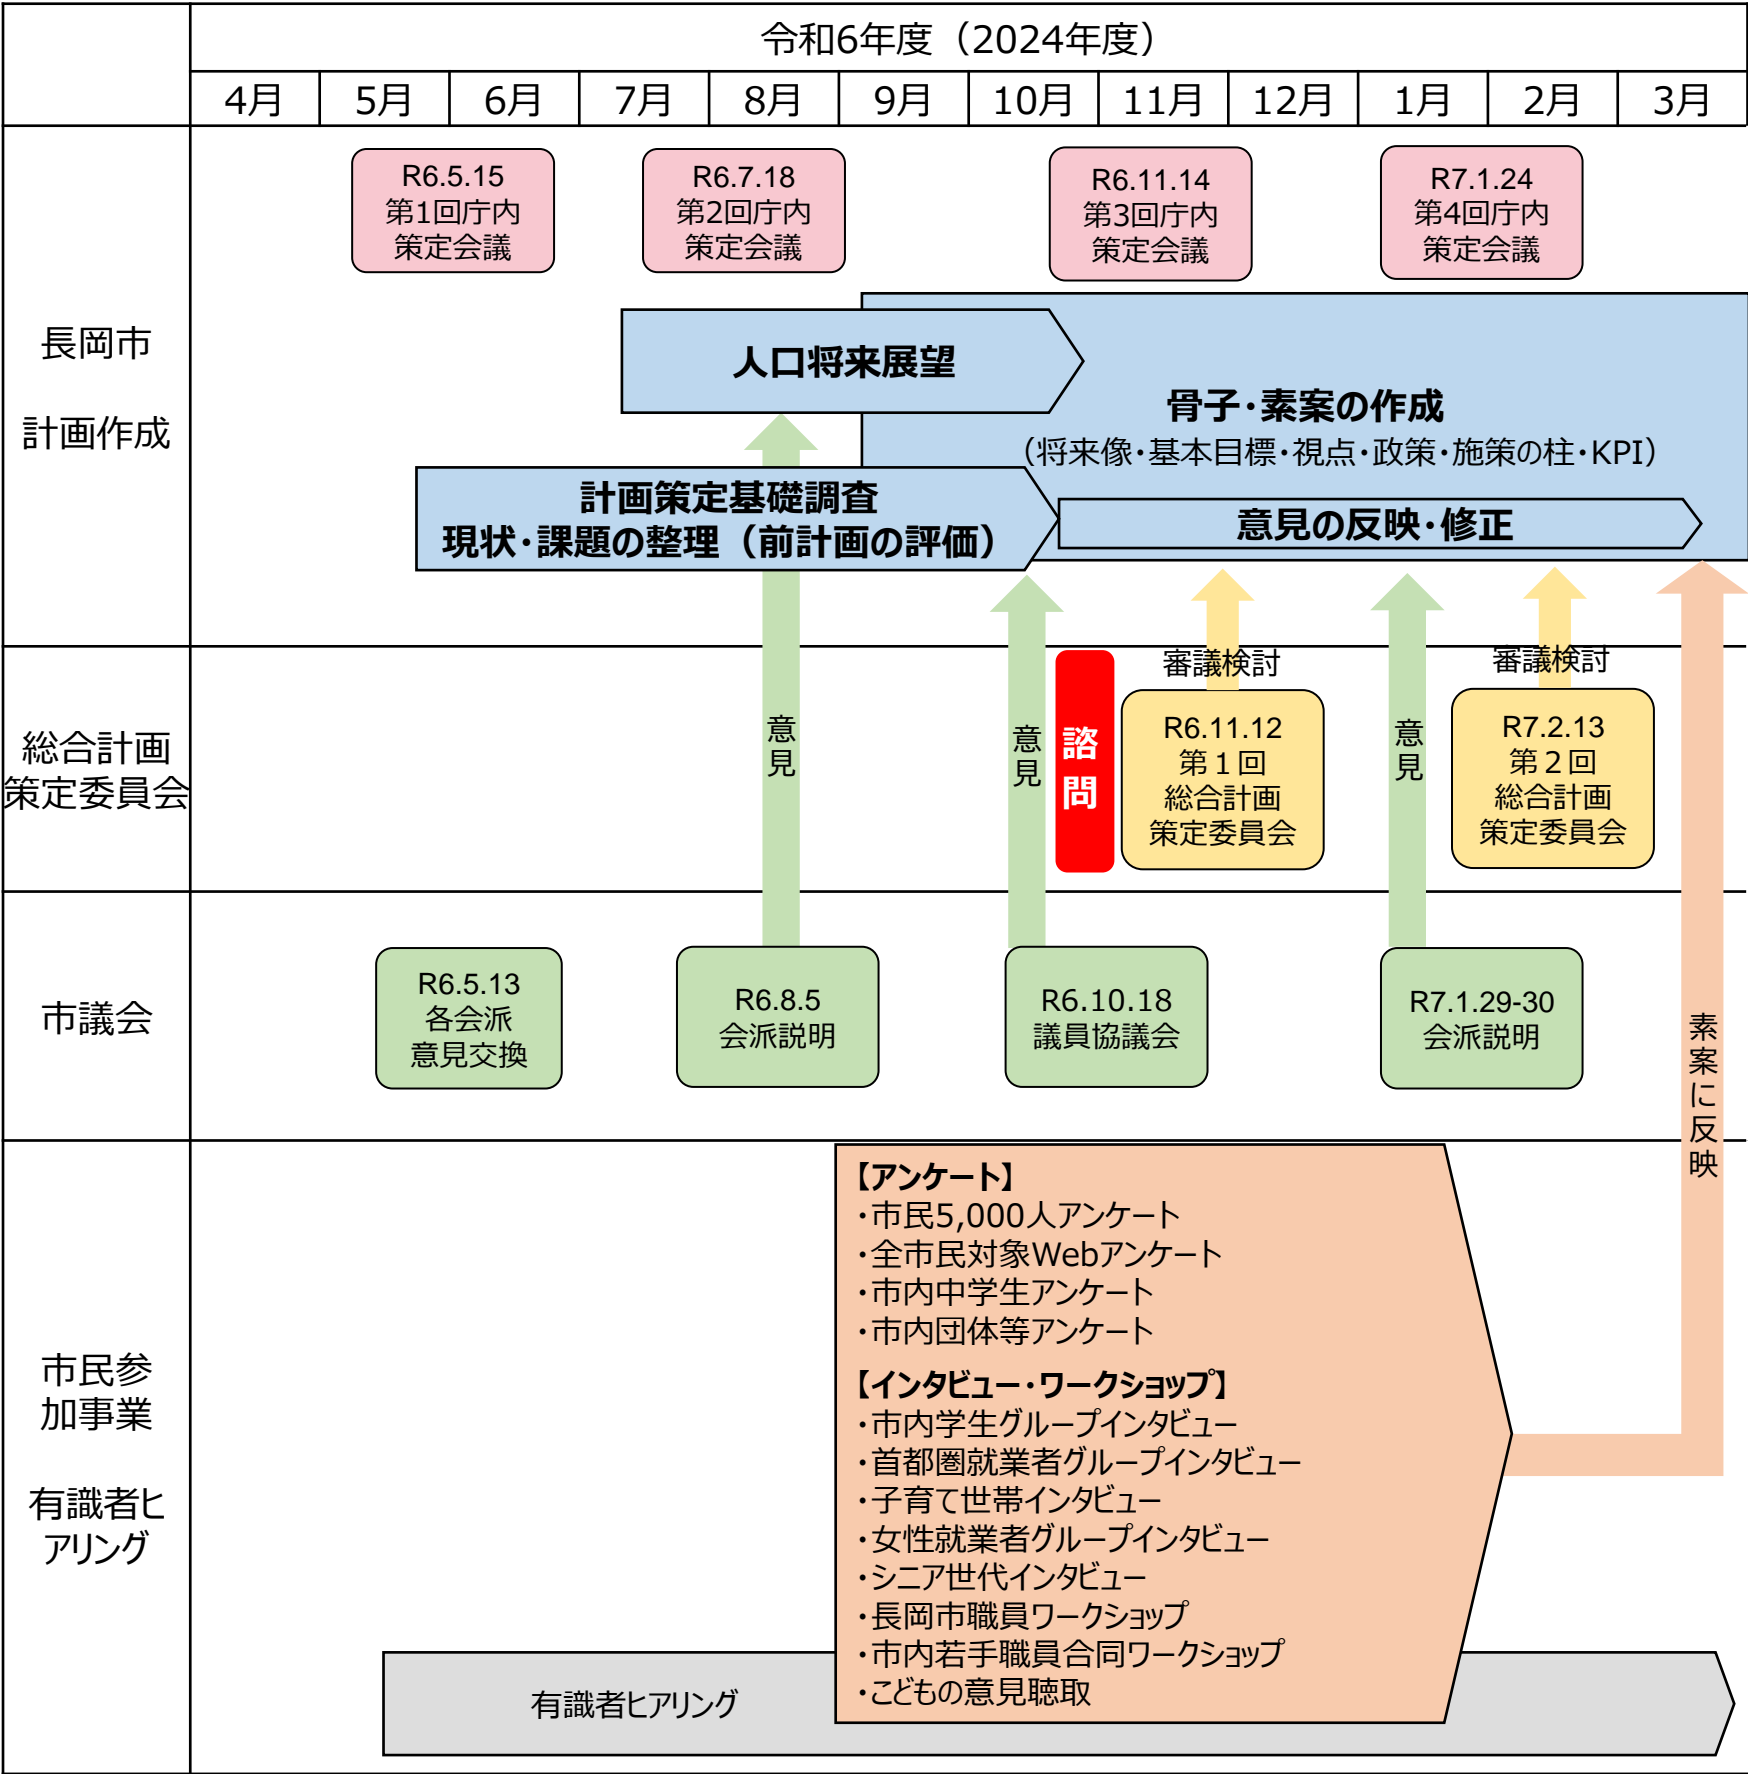 令和6年度（2024年度）
4月 5月 6月 7月 8月 9月 10月 11月 12月 1月 2月 3月
長岡市
計画作成
R6.5.15
第1回庁内
策定会議
R6.7.18
第2回庁内
策定会議
R6.11.14
第3回庁内
策定会議
R7.1.24
第4回庁内
策定会議
人口将来展望
骨子・素案の作成
（将来像・基本目標・視点・政策・施策の柱・KPI）
計画策定基礎調査
現状・課題の整理（前計画の評価）
意見の反映・修正
総合計画
策定委員会
意見
意見
諮問
審議検討
R6.11.12
第１回
総合計画
策定委員会
意見
審議検討
R7.2.13
第２回
総合計画
策定委員会
市議会
R6.5.13
各会派
意見交換
R6.8.5
会派説明
R6.10.18
議員協議会
R7.1.29-30
会派説明
素案に反映
市民参
加事業
有識者ヒ
アリング
【アンケート】
・市民5,000人アンケート
・全市民対象Webアンケート
・市内中学生アンケート
・市内団体等アンケート
【インタビュー・ワークショップ】
・市内学生グループインタビュー
・首都圏就業者グループインタビュー
・子育て世帯インタビュー
・女性就業者グループインタビュー
・シニア世代インタビュー
・長岡市職員ワークショップ
・市内若手職員合同ワークショップ
・こどもの意見聴取
有識者ヒアリング